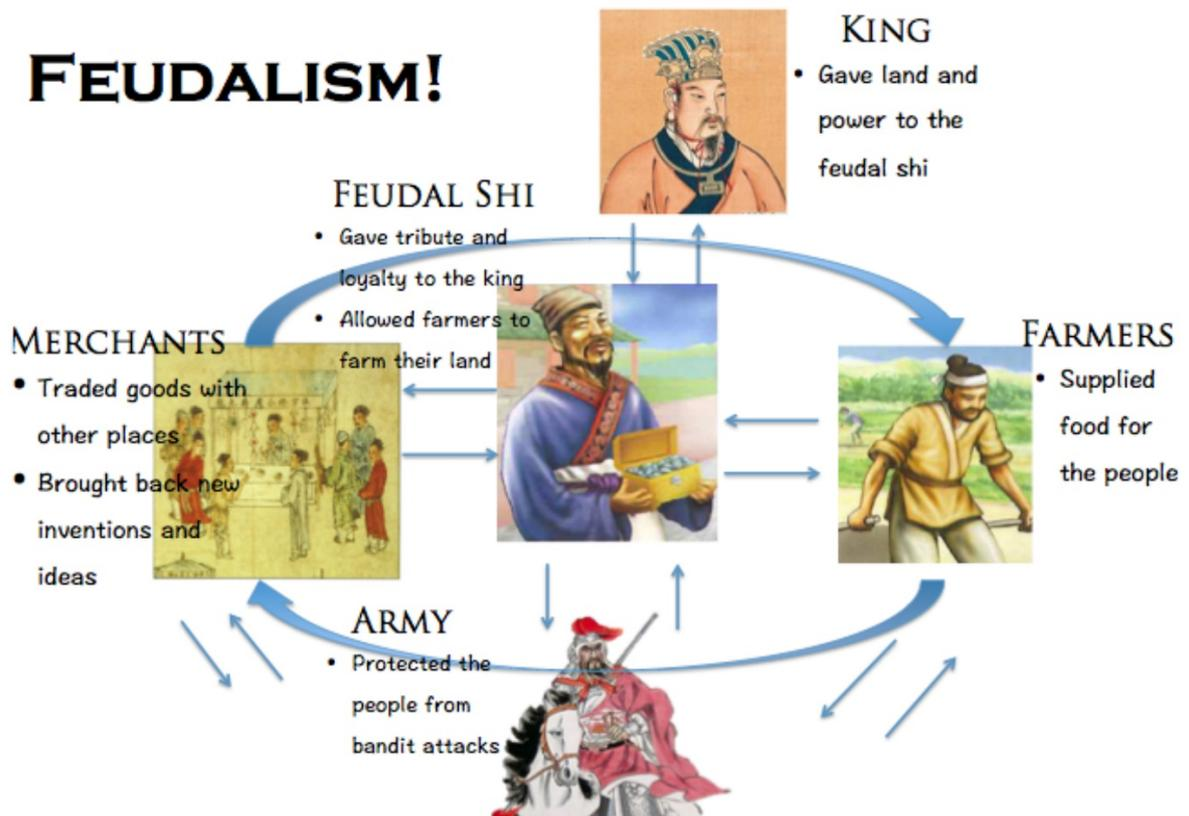 FEUDALISM!
KING
• Gave land and
power to the
feudal shi
FEUDAL SHI
• Gave tribute and
loyalty to the king
• Allowed farmers to
farm their land
MERCHANTS
• Traded goods with
other places
• Brought back new
inventions and
ideas
FARMERS
• Supplied
food for
the people
ARMY
• Protected the
people from
bandit attacks